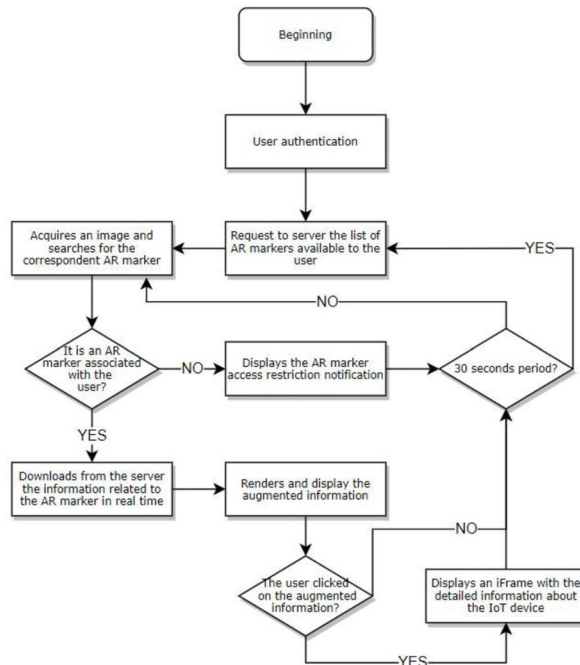 Beginning
User authentication
Acquires an image and
searches for the
correspondent AR marker
Request to server the list of
AR markers available to the
user
YES
NO
It is an AR
marker associated
with the
user?
NO
Displays the AR marker
access restriction notification
30 seconds period?
YES
Downloads from the server
the information related to
the AR marker in real time
Renders and display the
augmented information
NO
The user clicked
on the augmented
information?
Displays an iFrame with the
detailed information about
the IoT device
YES